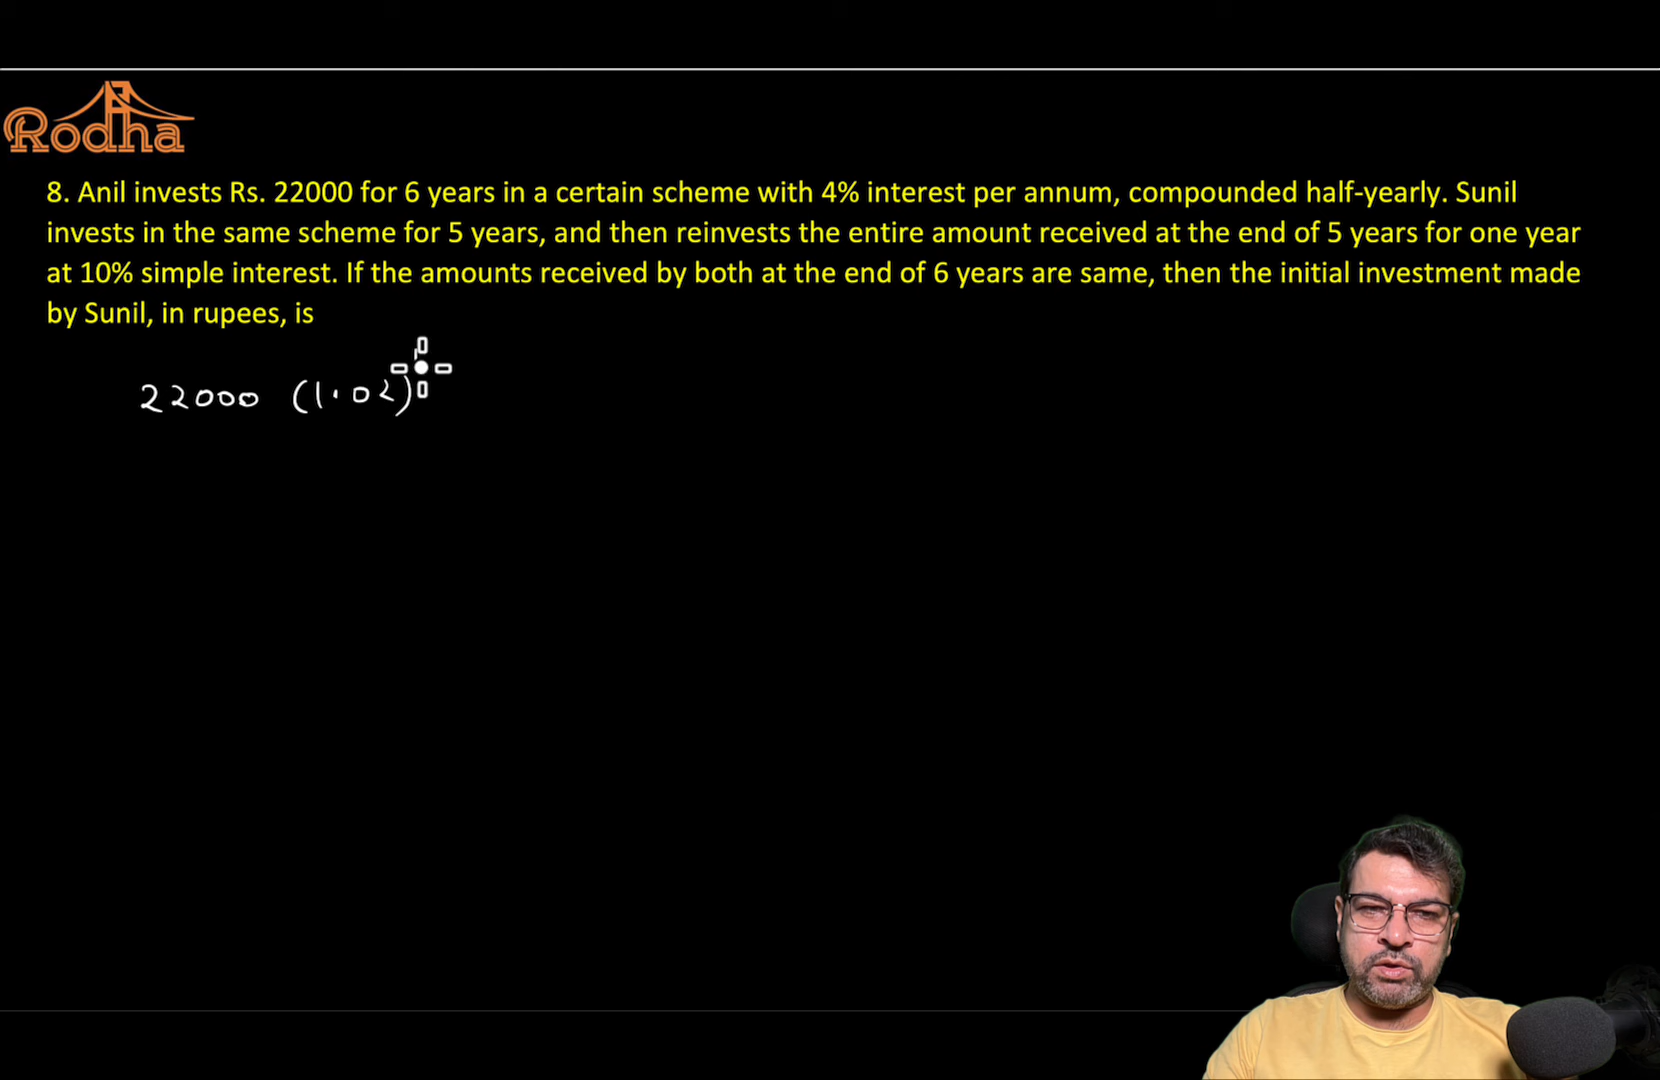 Rodha
8. Anil invests Rs. 22000 for 6 years in a certain scheme with 4% interest per annum, compounded half-yearly. Sunil
invests in the same scheme for 5 years, and then reinvests the entire amount received at the end of 5 years for one year
at 10% simple interest. If the amounts received by both at the end of 6 years are same, then the initial investment made
by Sunil, in rupees, is
22000 (1.02)